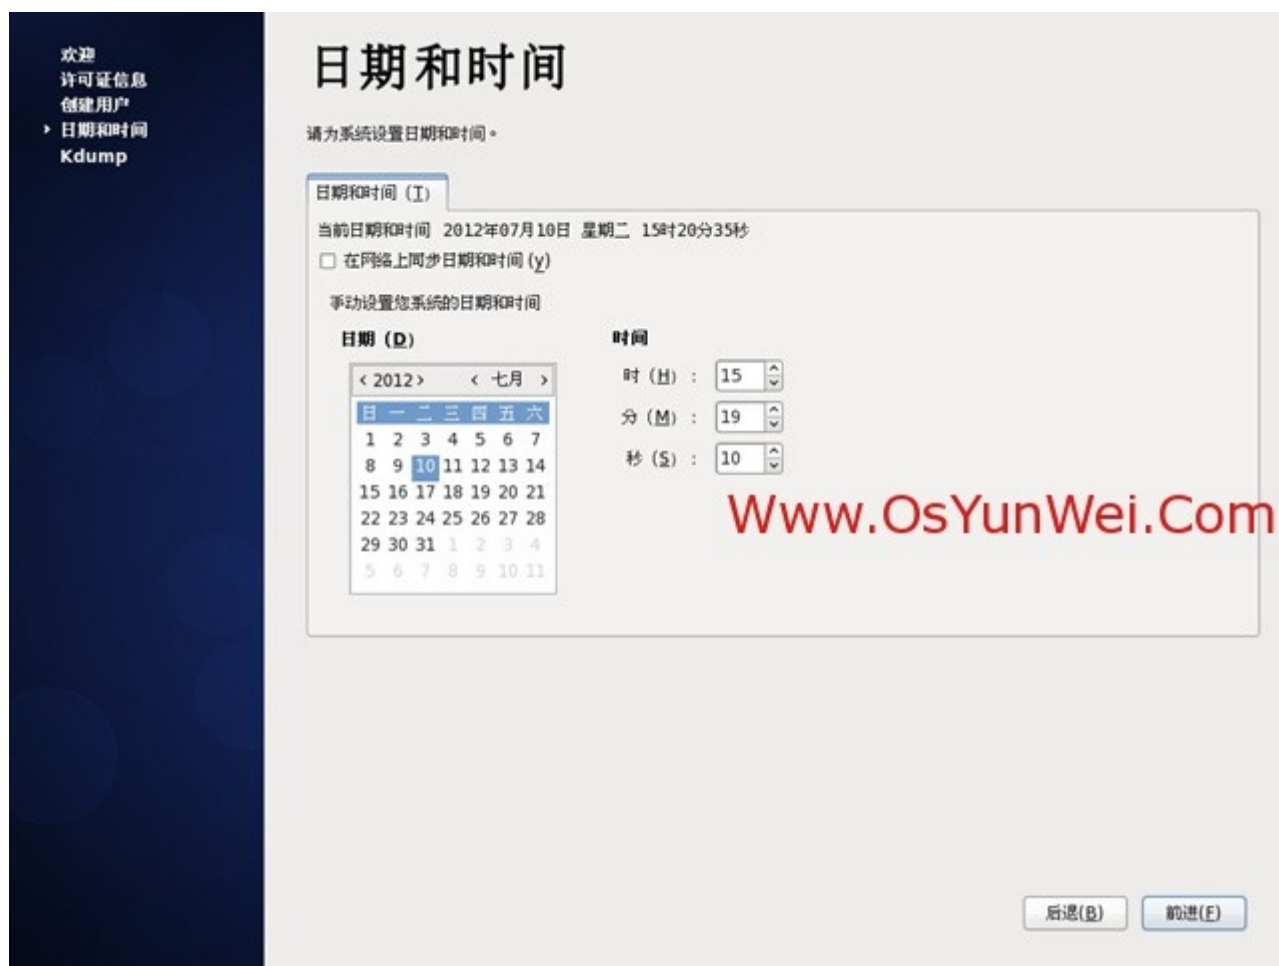 欢迎
许可证信息
创建用户
日期和时间
Kdump
日期和时间
请为系统设置日期和时间。
日期和时间 (T)
当前日期和时间 2012年07月10日 星期二 15时20分35秒
在网络上同步日期和时间 (y)
手动设置您系统的日期和时间
日期 (D)
< 2012 > < 七月 >
日 一 二 三 四 五 六
1 2 3 4 5 6 7
8 9 10 11 12 13 14
15 16 17 18 19 20 21
22 23 24 25 26 27 28
29 30 31 1 2 3 4
5 6 7 8 9 10 11
时间
时 (H) : 15
分 (M) : 19
秒 (S) : 10
Www.OsYunWei.Com
后退(B) 前进(F)